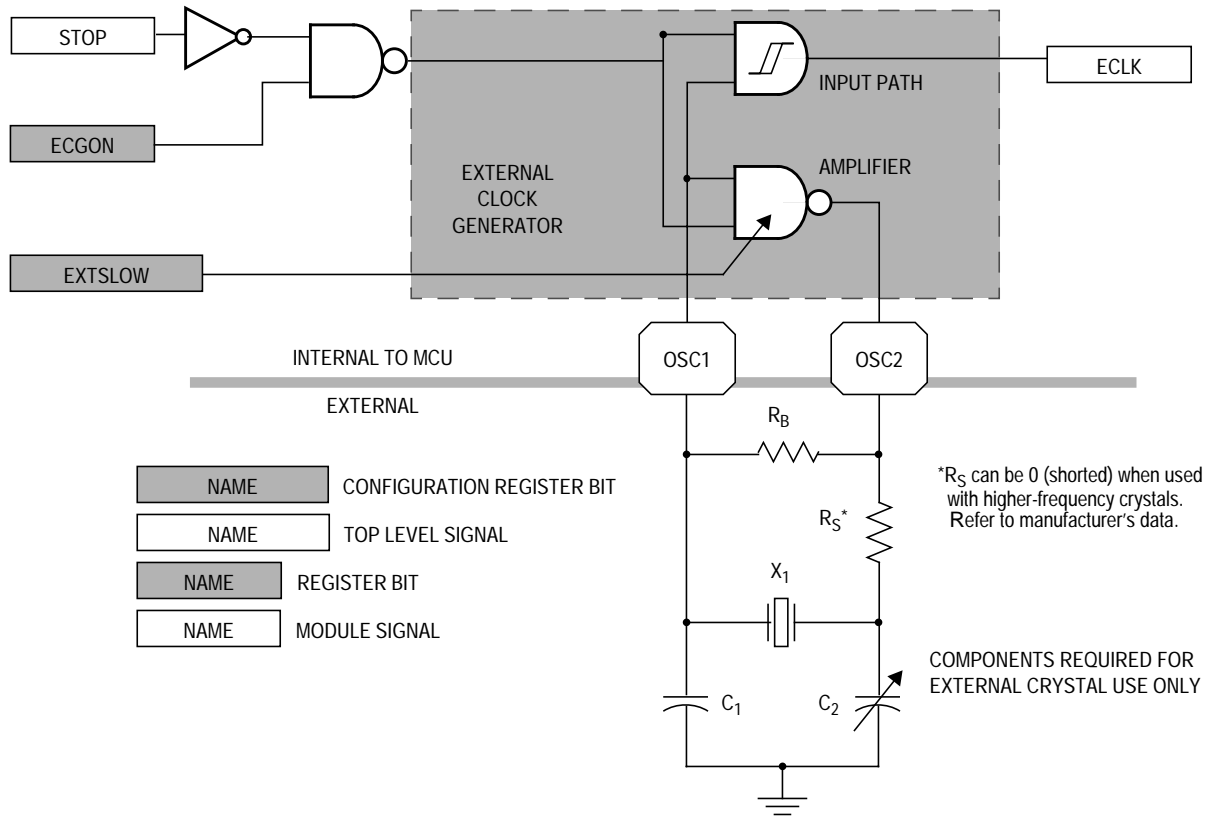 STOP
ECLK
INPUT PATH
ECGON
AMPLIFIER
EXTERNAL
CLOCK
GENERATOR
EXTSLOW
INTERNAL TO MCU
OSC1
OSC2
EXTERNAL
RB
NAME
CONFIGURATION REGISTER BIT
*RS can be 0 (shorted) when used
with higher-frequency crystals.
Refer to manufacturer's data.
RS*
NAME
TOP LEVEL SIGNAL
NAME
REGISTER BIT
X1
NAME
MODULE SIGNAL
COMPONENTS REQUIRED FOR
EXTERNAL CRYSTAL USE ONLY
C1
C2